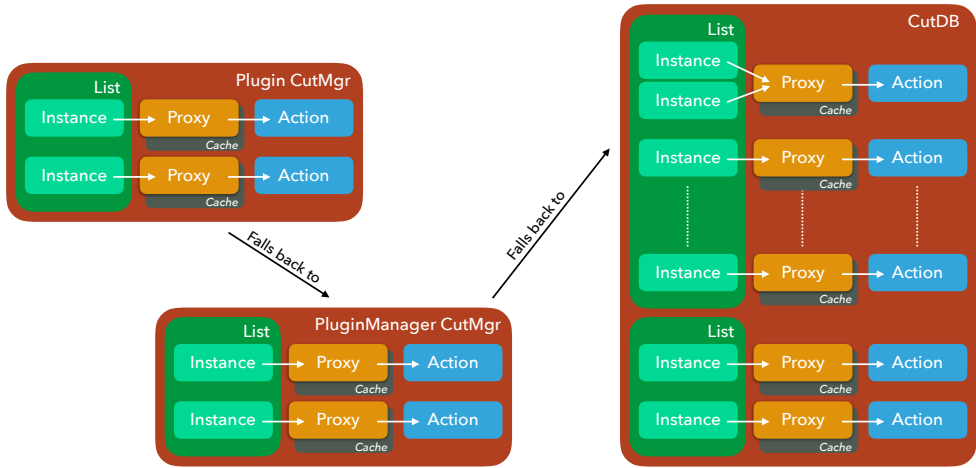 Plugin CutMgr
List
Instance Proxy Action
Cache
Instance Proxy Action
Cache
Falls back to
PluginManager CutMgr
List
Instance Proxy Action
Cache
Instance Proxy Action
Cache
Falls back to
CutDB
List
Instance
Proxy Action
Instance
Cache
Instance Proxy Action
Cache
Instance Proxy Action
Cache
List
Instance Proxy Action
Cache
Instance Proxy Action
Cache